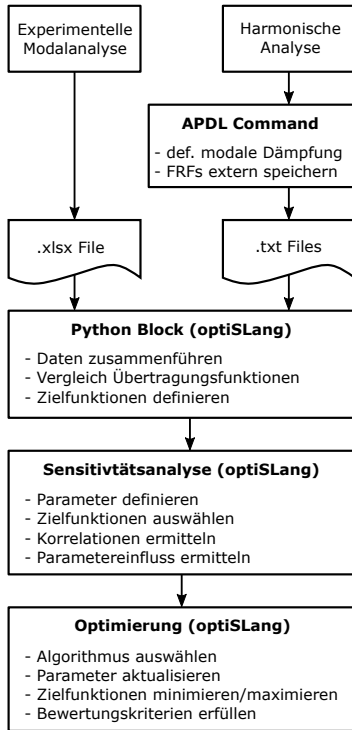 Experimentelle
Modalanalyse
Harmonische
Analyse
APDL Command
- def. modale Dämpfung
- FRFs extern speichern
.xlsx File
.txt Files
Python Block (optiSLang)
- Daten zusammenführen
- Vergleich Übertragungsfunktionen
- Zielfunktionen definieren
Sensitivtätsanalyse (optiSLang)
- Parameter definieren
- Zielfunktionen auswählen
- Korrelationen ermitteln
- Parametereinfluss ermitteln
Optimierung (optiSLang)
- Algorithmus auswählen
- Parameter aktualisieren
- Zielfunktionen minimieren/maximieren
- Bewertungskriterien erfüllen